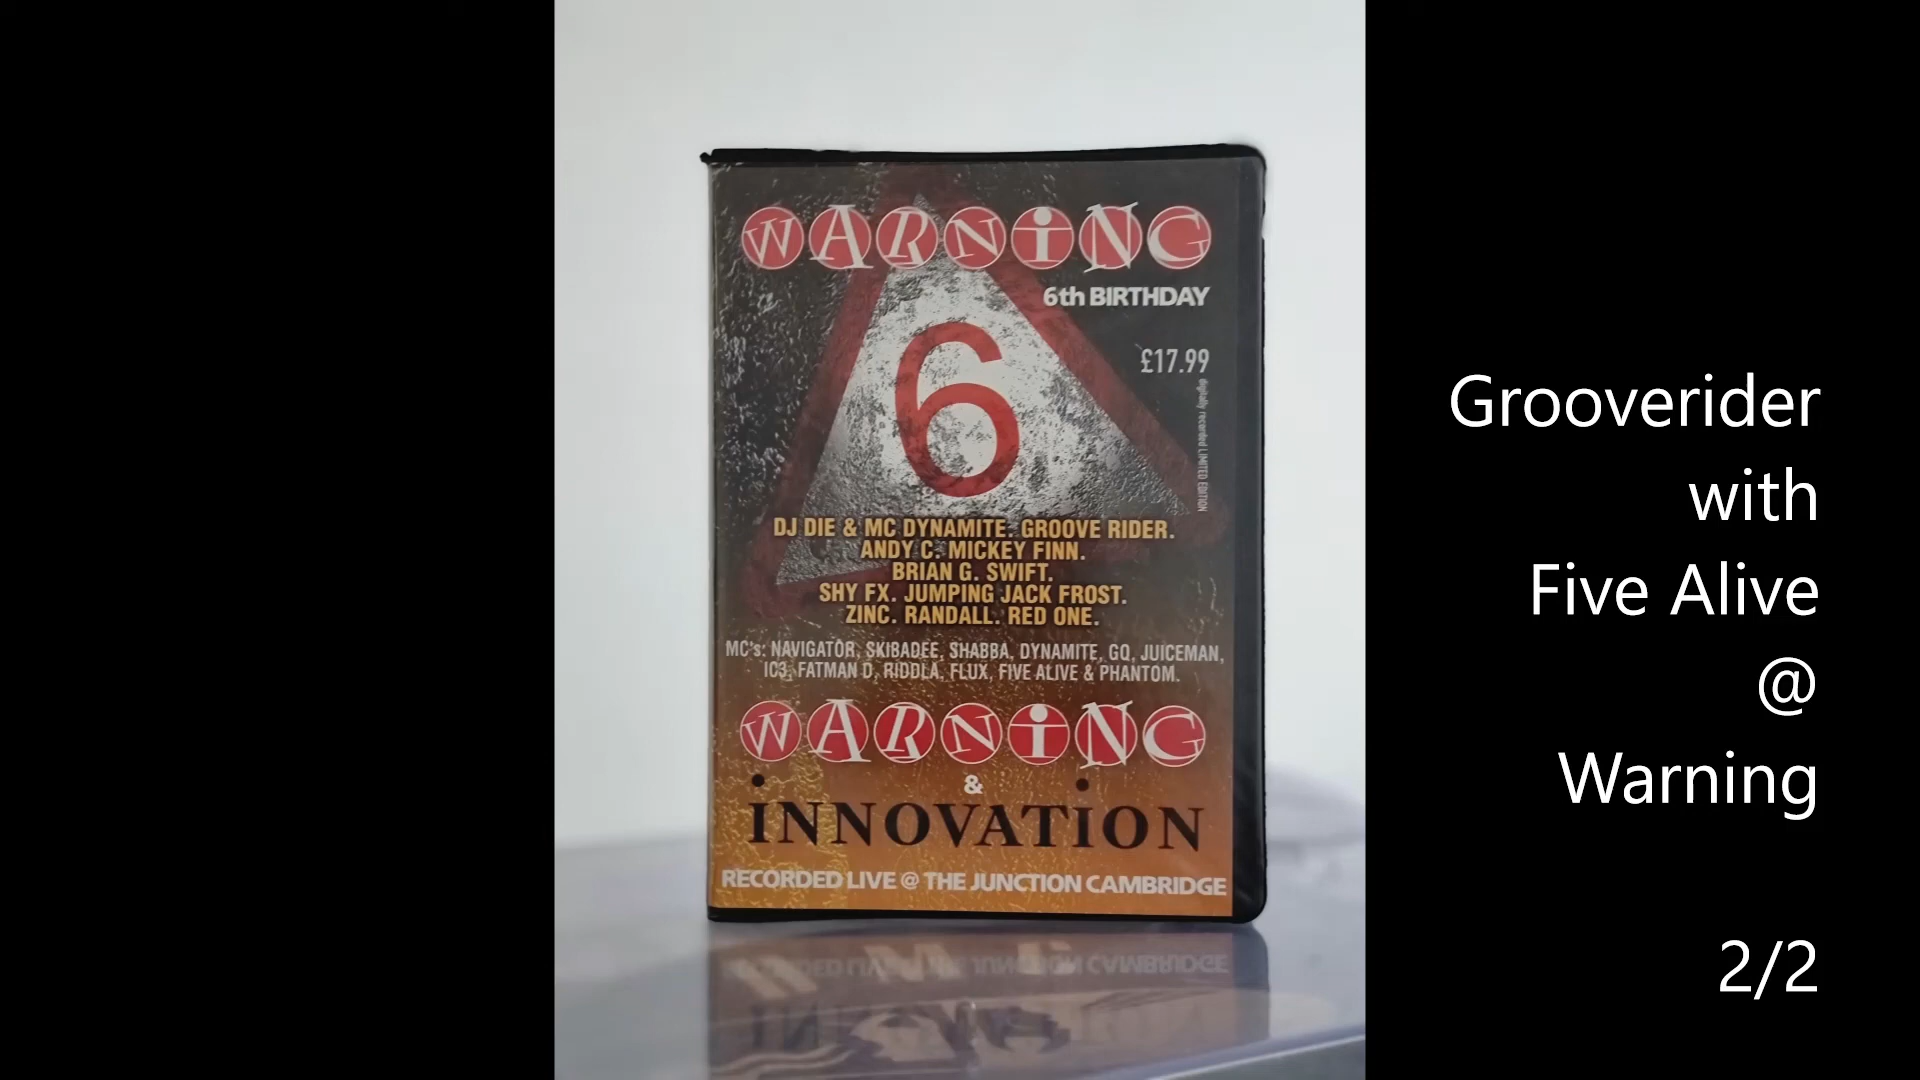 WARNiNG
6th BIRTHDAY
6
£17.99
digitally recorded LIMITED EDITION
DJ DIE & MC DYNAMITE. GROOVE RIDER.
ANDY C. MICKEY FINN.
BRIAN G. SWIFT.
SHY FX. JUMPING JACK FROST.
ZINC. RANDALL. RED ONE.
MC's: NAVIGATOR, SKIBADEE, SHABBA, DYNAMITE, GQ, JUICEMAN,
IC3, FATMAN D, RIDDLA, FLUX, FIVE ALIVE & PHANTOM.
WARNiNG
&
iNNOVATiON
RECORDED LIVE @ THE JUNCTION CAMBRIDGE
Grooverider
with
Five Alive
@
Warning
2/2